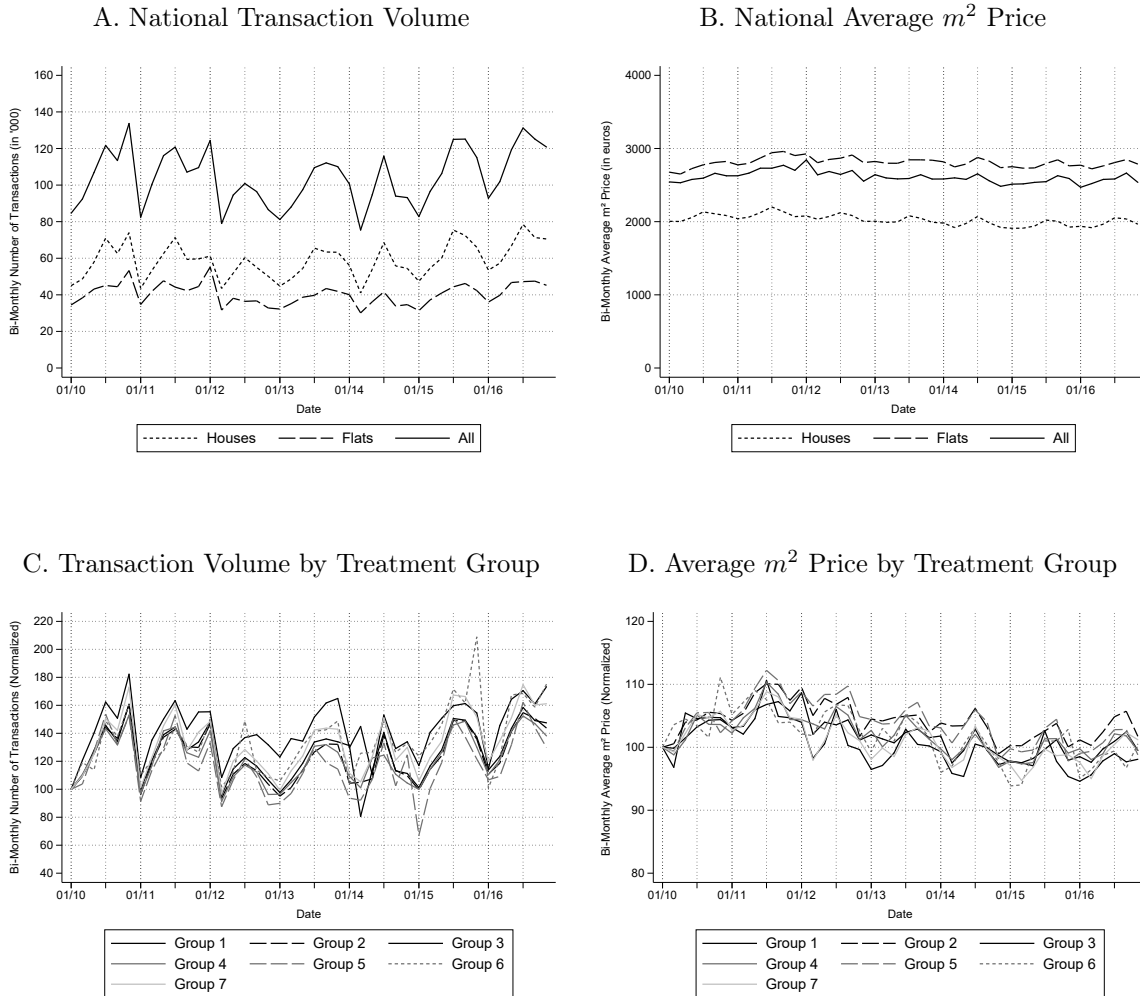 A. National Transaction Volume
Bi-Monthly Number of Transactions (in '000)
160
140
120
100
80
60
40
20
0
01/10 01/11 01/12 01/13 01/14 01/15 01/16
Date
Houses Flats All
B. National Average m² Price
Bi-Monthly Average m² Price (in euros)
4000
3000
2000
1000
0
01/10 01/11 01/12 01/13 01/14 01/15 01/16
Date
Houses Flats All
C. Transaction Volume by Treatment Group
Bi-Monthly Number of Transactions (Normalized)
220
200
180
160
140
120
100
80
60
40
01/10 01/11 01/12 01/13 01/14 01/15 01/16
Date
Group 1 Group 2 Group 3
Group 4 Group 5 Group 6
Group 7
D. Average m² Price by Treatment Group
Bi-Monthly Average m² Price (Normalized)
120
110
100
90
80
01/10 01/11 01/12 01/13 01/14 01/15 01/16
Date
Group 1 Group 2 Group 3
Group 4 Group 5 Group 6
Group 7